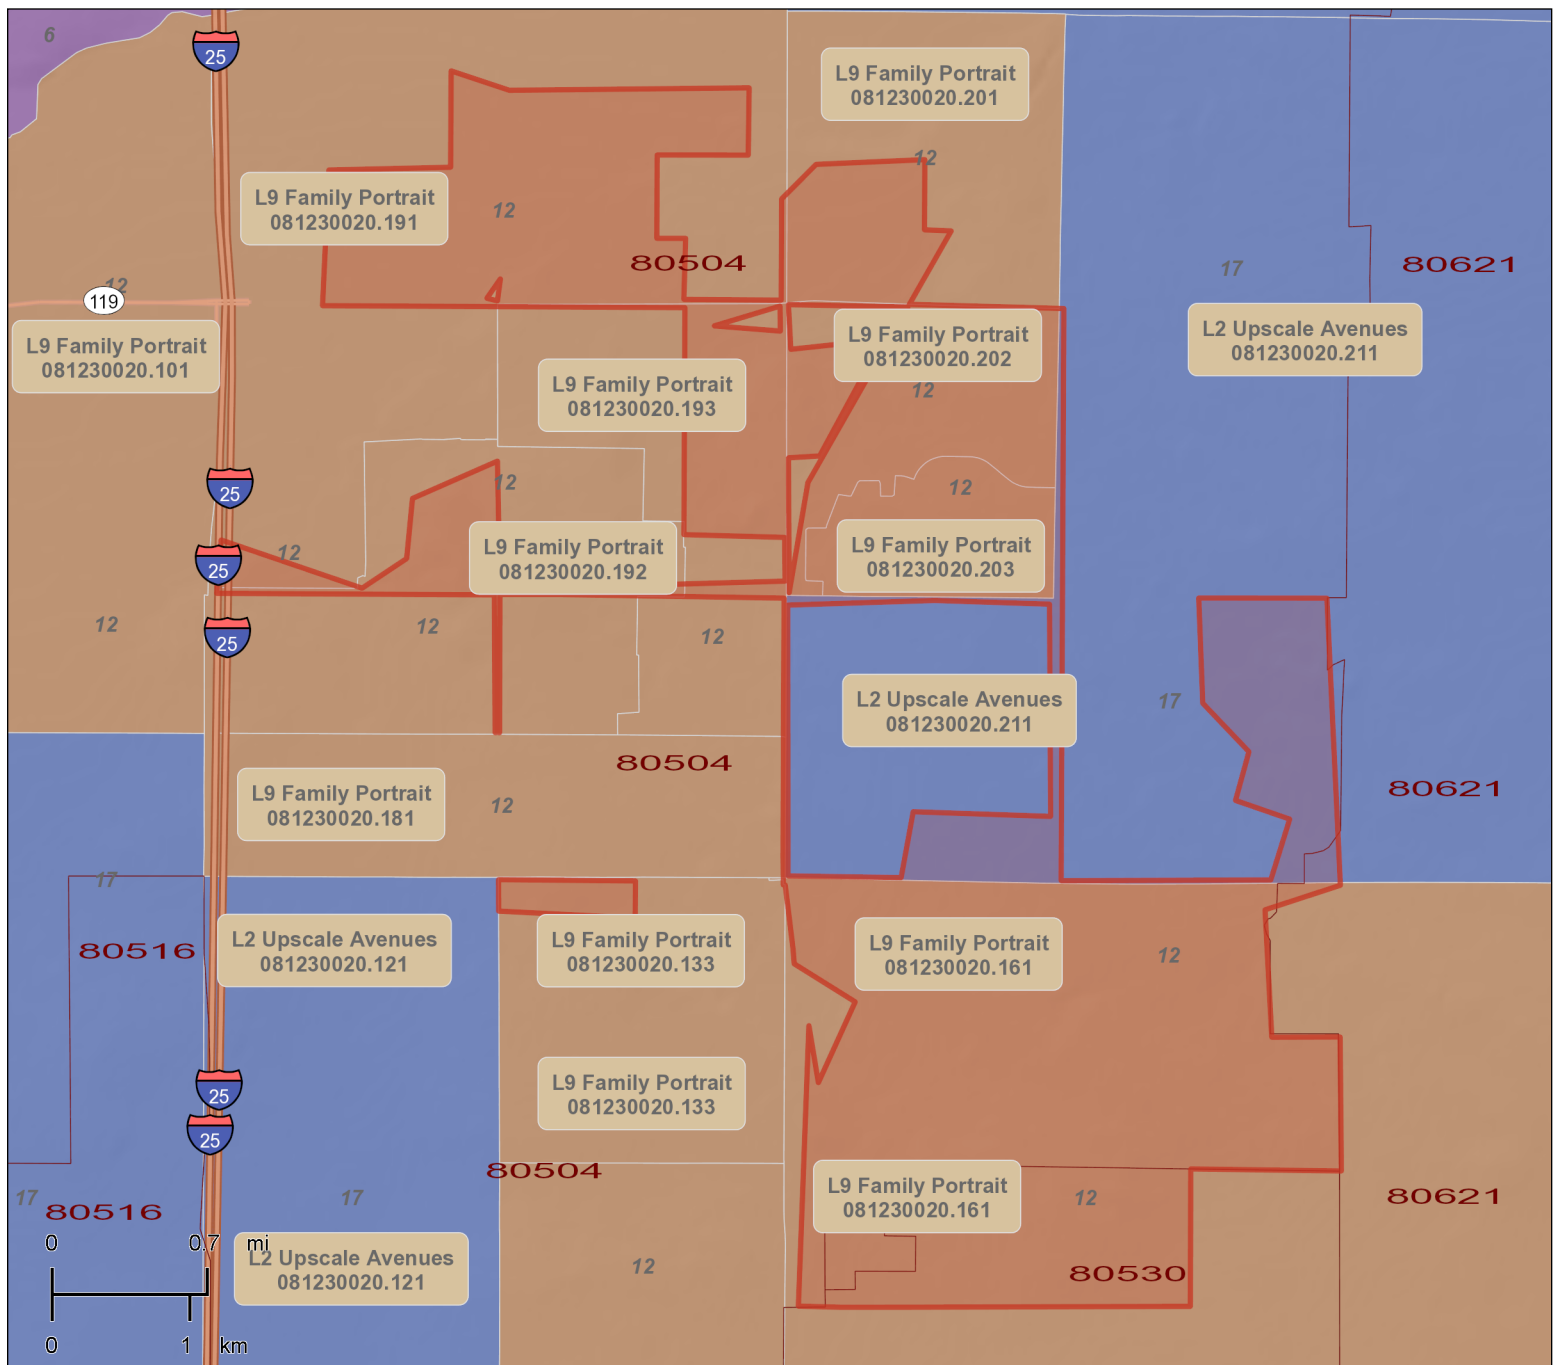 6
25
L9 Family Portrait
081230020.201
12
L9 Family Portrait
081230020.191
12
80504
17
80621
12
119
L9 Family Portrait
081230020.101
L9 Family Portrait
081230020.202
L2 Upscale Avenues
081230020.211
L9 Family Portrait
081230020.193
12
12
25
12
12
L9 Family Portrait
081230020.192
L9 Family Portrait
081230020.203
25
12
12
12
25
L2 Upscale Avenues
081230020.211
17
80504
80621
L9 Family Portrait
081230020.181
12
17
80516
L2 Upscale Avenues
081230020.121
L9 Family Portrait
081230020.133
L9 Family Portrait
081230020.161
12
25
L9 Family Portrait
081230020.133
25
80504
17
80516
17
L9 Family Portrait
081230020.161
12
80621
0 0.7 mi
L2 Upscale Avenues
081230020.121
12
80530
0 1 km